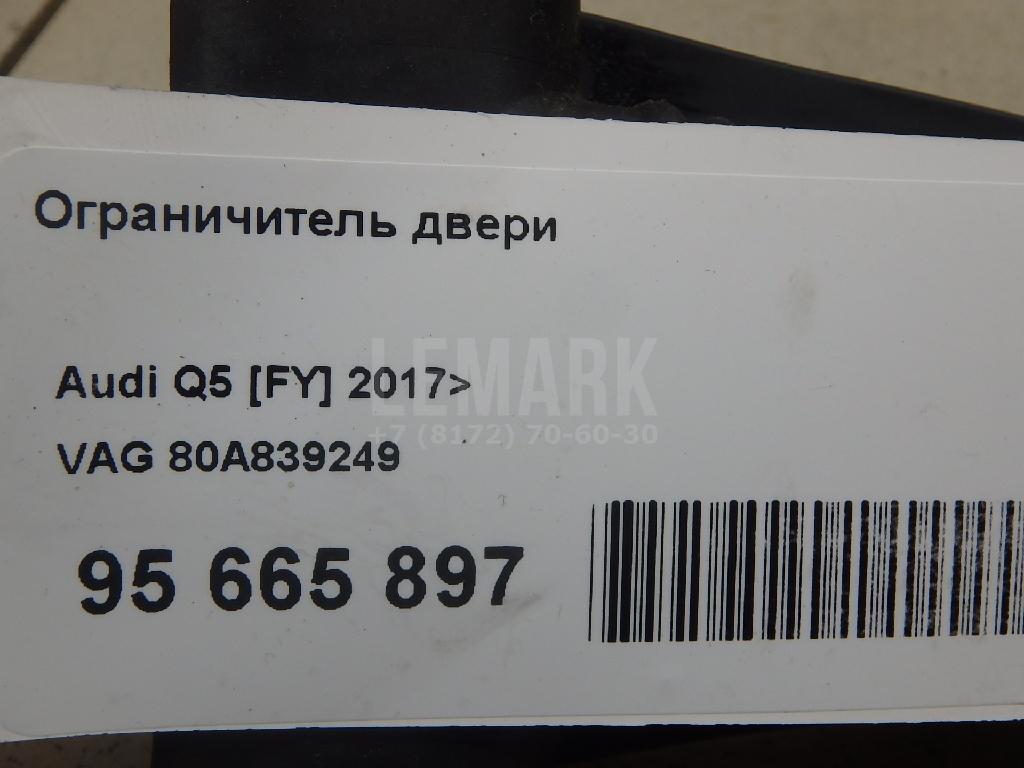 Ограничитель двери
LEMARK
Audi Q5 [FY] 2017>
+7 (8172) 70-60-30
VAG 80A839249
95 665 897